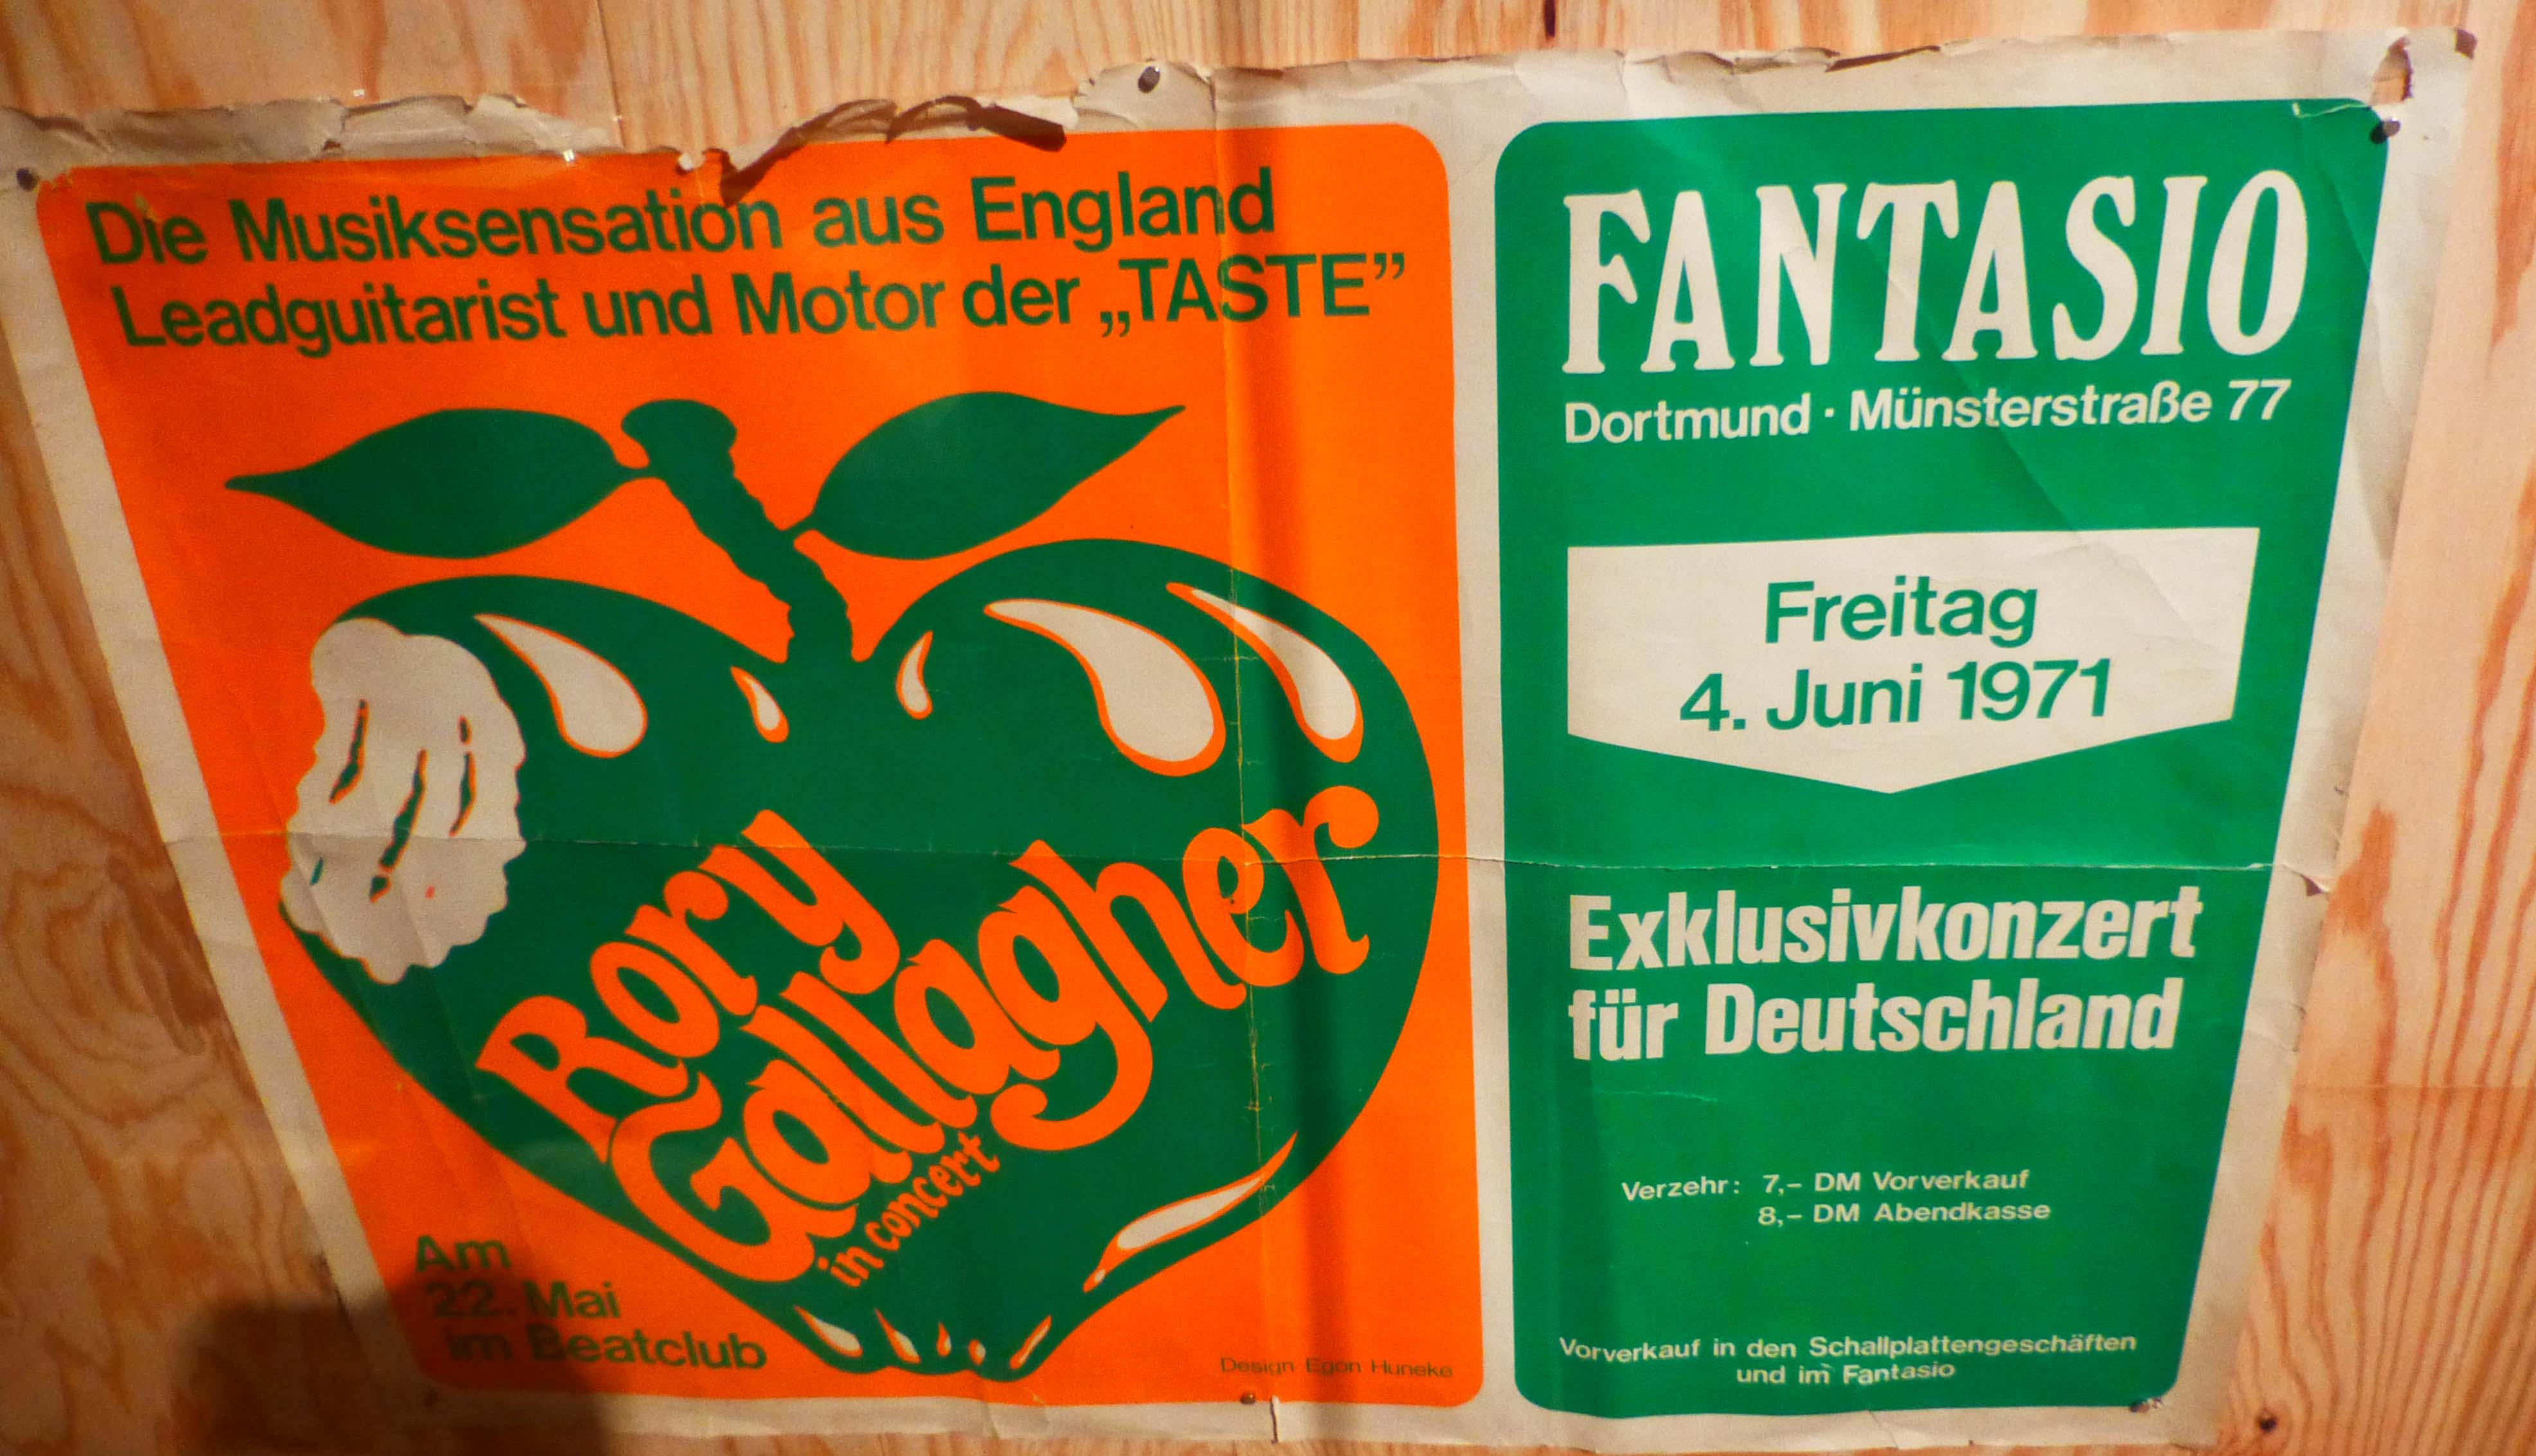 Die Musiksensation aus England
Leadguitarist und Motor der „TASTE”
Rory
Gallagher
in concert
Am
22. Mai
im Beatclub
Design Egon Huneke
FANTASIO
Dortmund · Münsterstraße 77
Freitag
4. Juni 1971
Exklusivkonzert
für Deutschland
Verzehr: 7,– DM Vorverkauf
8,– DM Abendkasse
Vorverkauf in den Schallplattengeschäften
und im Fantasio